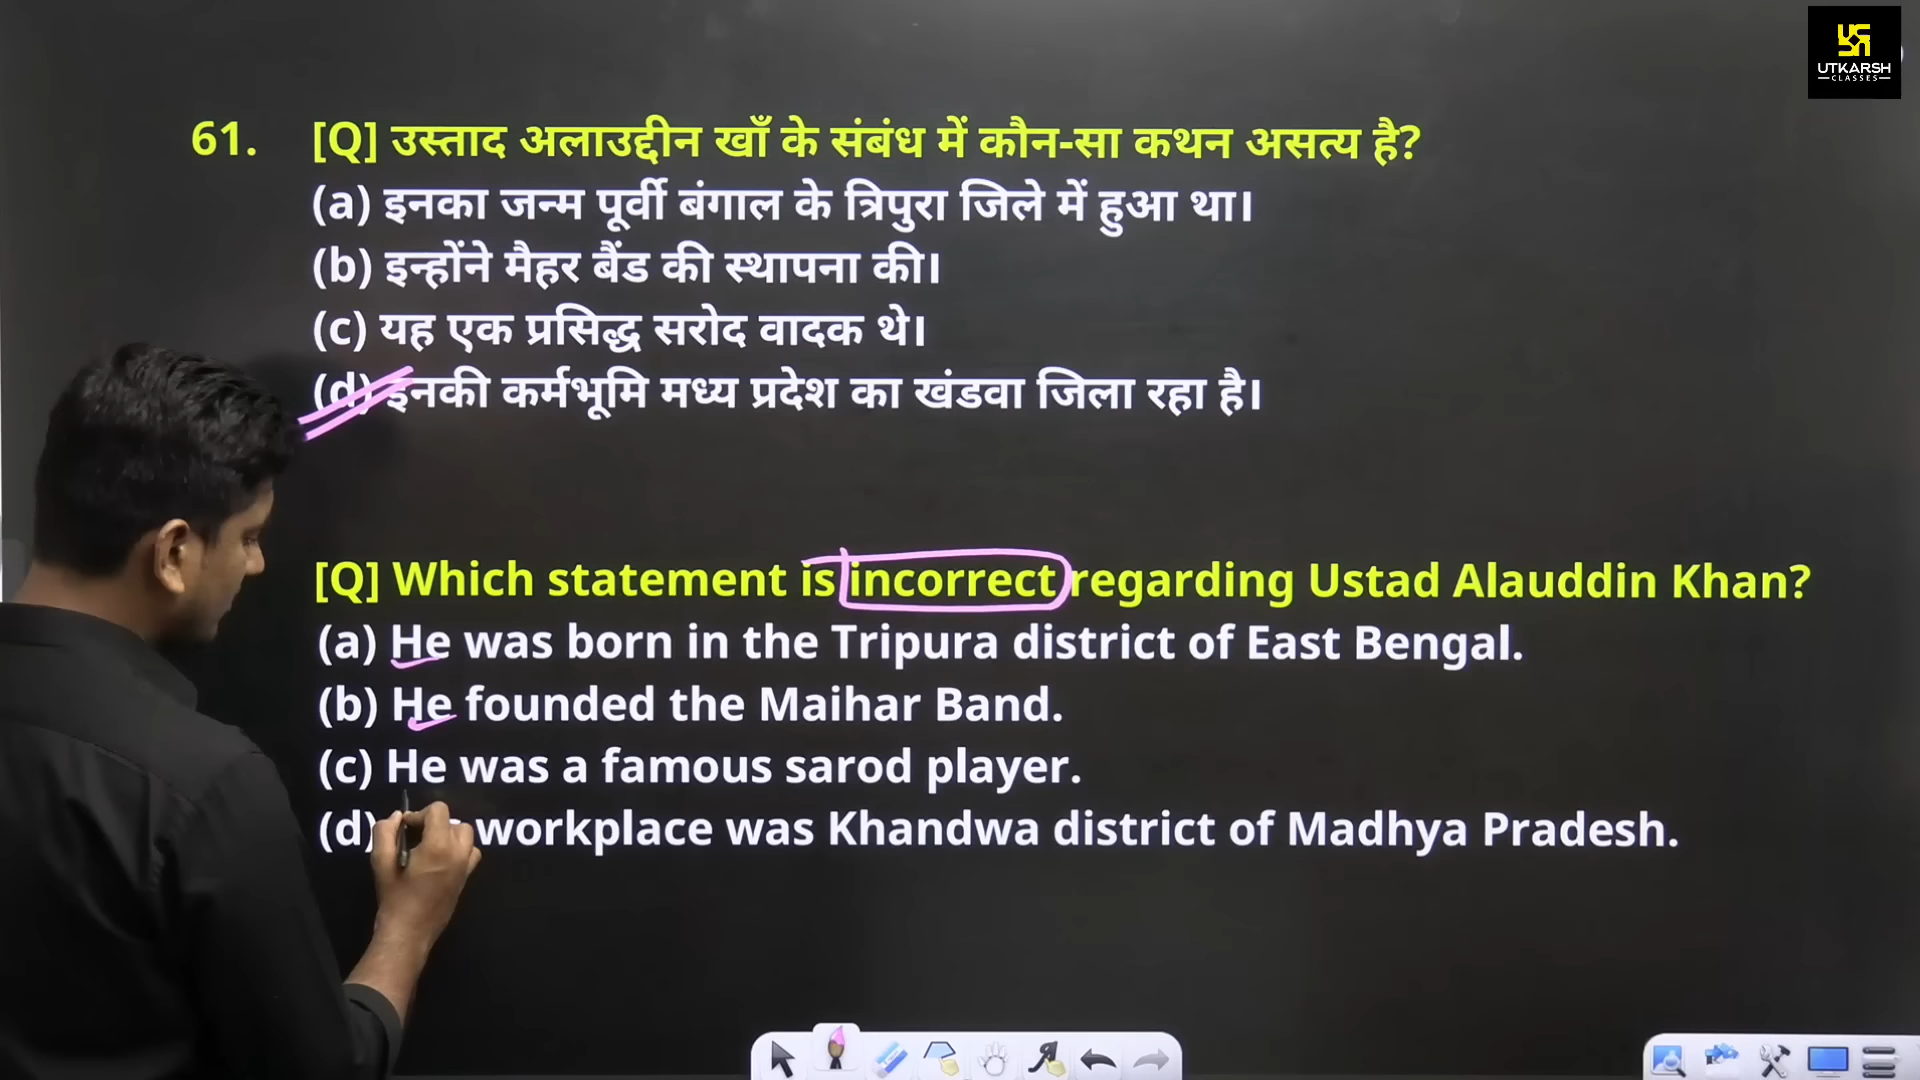 UTKARSH
CLASSES
61. [Q] उस्ताद अलाउद्दीन खाँ के संबंध में कौन-सा कथन असत्य है?
(a) इनका जन्म पूर्वी बंगाल के त्रिपुरा जिले में हुआ था।
(b) इन्होंने मैहर बैंड की स्थापना की।
(c) यह एक प्रसिद्ध सरोद वादक थे।
(d) इनकी कर्मभूमि मध्य प्रदेश का खंडवा जिला रहा है।
[Q] Which statement is incorrect regarding Ustad Alauddin Khan?
(a) He was born in the Tripura district of East Bengal.
(b) He founded the Maihar Band.
(c) He was a famous sarod player.
(d) workplace was Khandwa district of Madhya Pradesh.